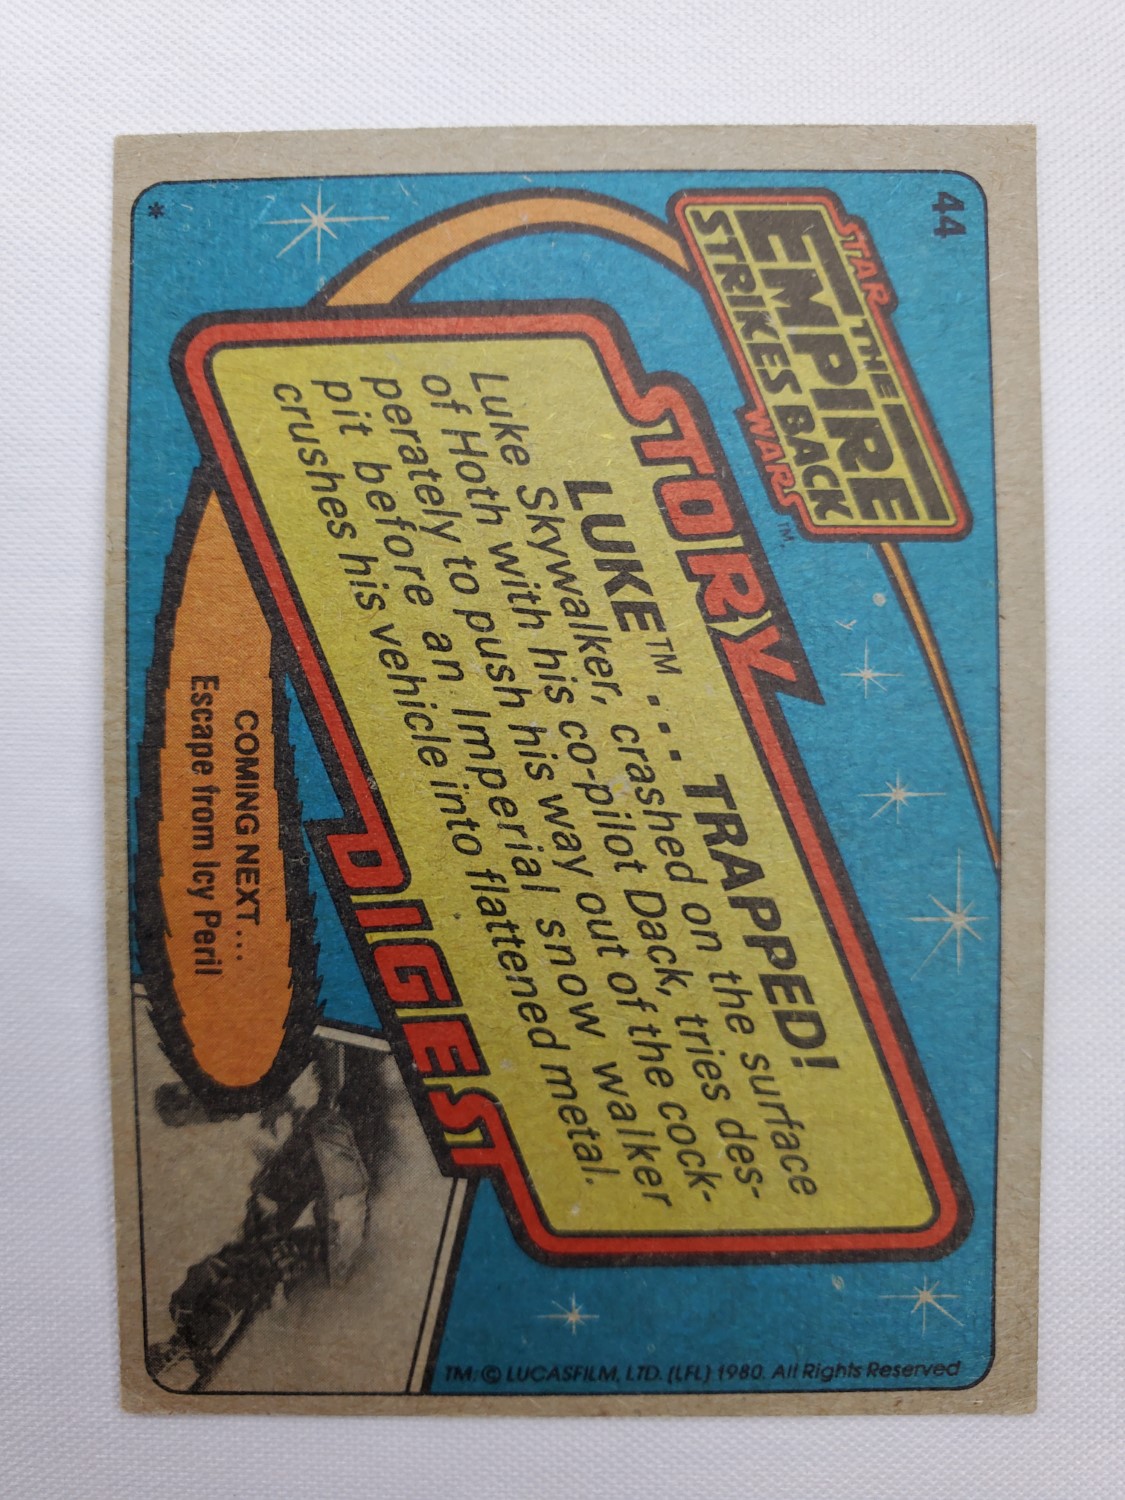 44
STAR
THE
EMPIRE
STRIKES BACK
WARS™
STORY
LUKE™ . . . TRAPPED!
Luke Skywalker, crashed on the surface
of Hoth with his co-pilot Dack, tries des-
perately to push his way out of the cock-
pit before an Imperial snow walker
crushes his vehicle into flattened metal.
DIGEST
COMING NEXT...
Escape from Icy Peril
*
TM: © LUCASFILM, LTD. (LFL) 1980. All Rights Reserved